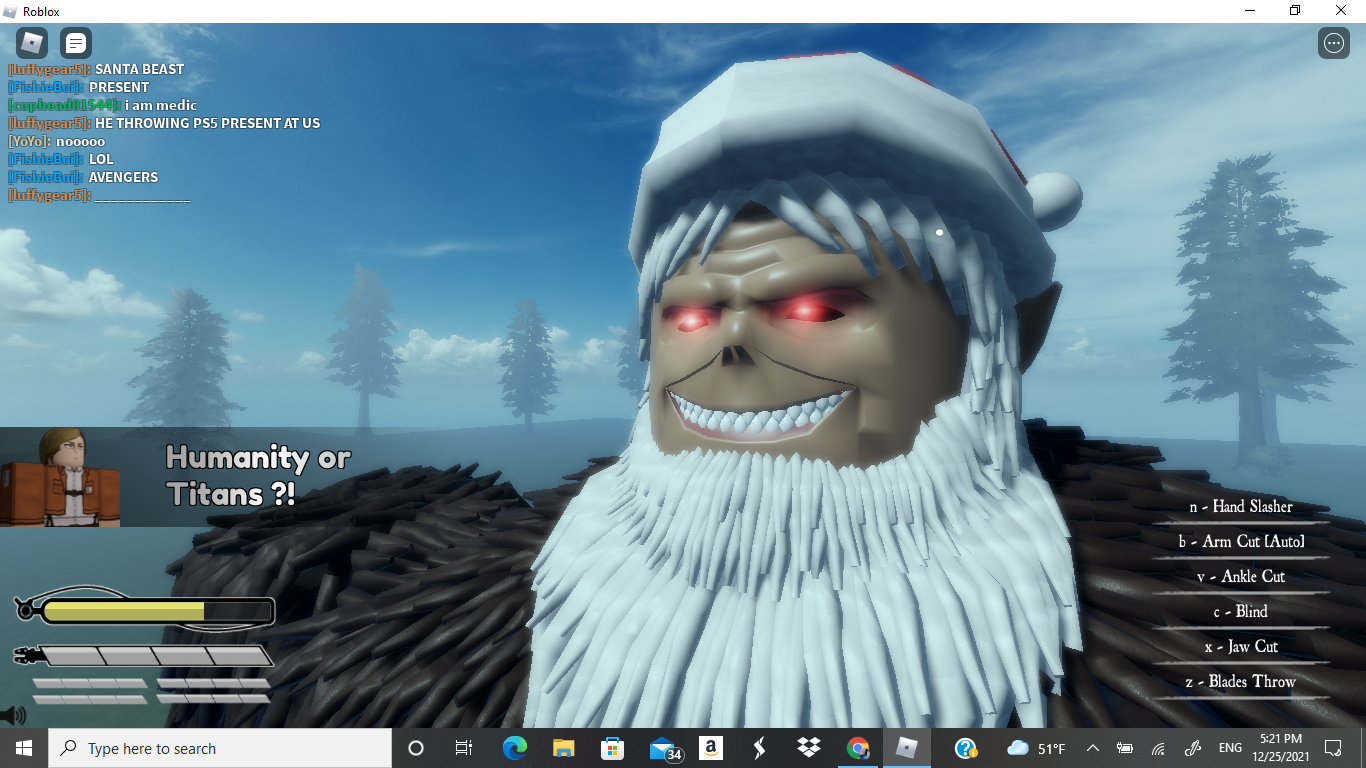 Roblox
[luffygear5]: SANTA BEAST
[FishieBoi]: PRESENT
[cuphead01544]: i am medic
[luffygear5]: HE THROWING PS5 PRESENT AT US
[YoYo]: nooooo
[FishieBoi]: LOL
[FishieBoi]: AVENGERS
[luffygear5]: _____________
Humanity or
Titans ?!
n - Hand Slasher
b - Arm Cut [Auto]
v - Ankle Cut
c - Blind
x - Jaw Cut
z - Blades Throw
Type here to search
34
a
51°F
ENG
5:21 PM
12/25/2021